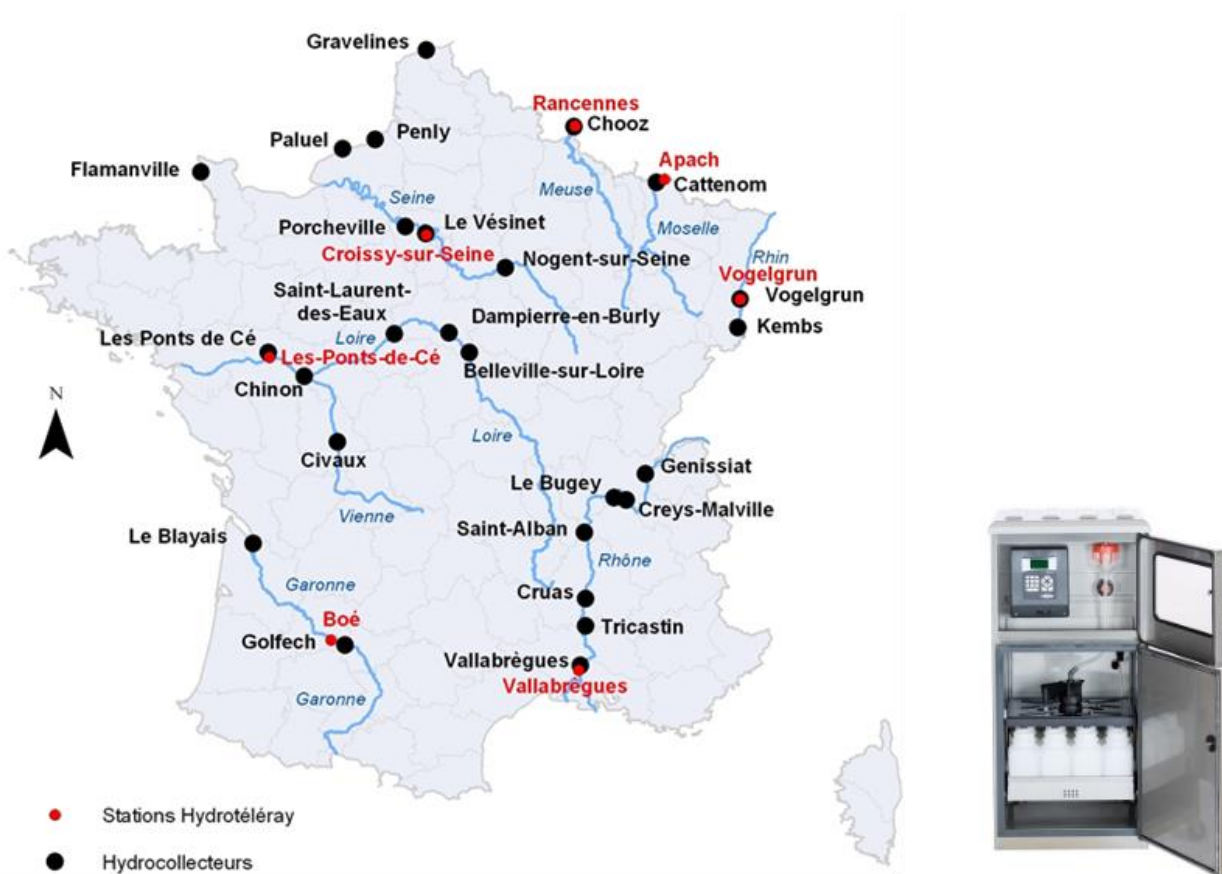 Gravelines
Rancennes
Chooz
Paluel
Penly
Flamanville
Apach
Cattenom
Meuse
Seine
Moselle
Porcheville
Le Vésinet
Croissy-sur-Seine
Nogent-sur-Seine
Rhin
Vogelgrun
Vogelgrun
Kembs
Saint-Laurent-
des-Eaux
Dampierre-en-Burly
Les Ponts de Cé
Loire
Les-Ponts-de-Cé
Belleville-sur-Loire
Chinon
N
Loire
Civaux
Genissiat
Le Bugey
Creys-Malville
Vienne
Saint-Alban
Le Blayais
Rhône
Garonne
Cruas
Boé
Golfech
Tricastin
Vallabrègues
Vallabrègues
Garonne
Stations Hydrotéléray
Hydrocollecteurs